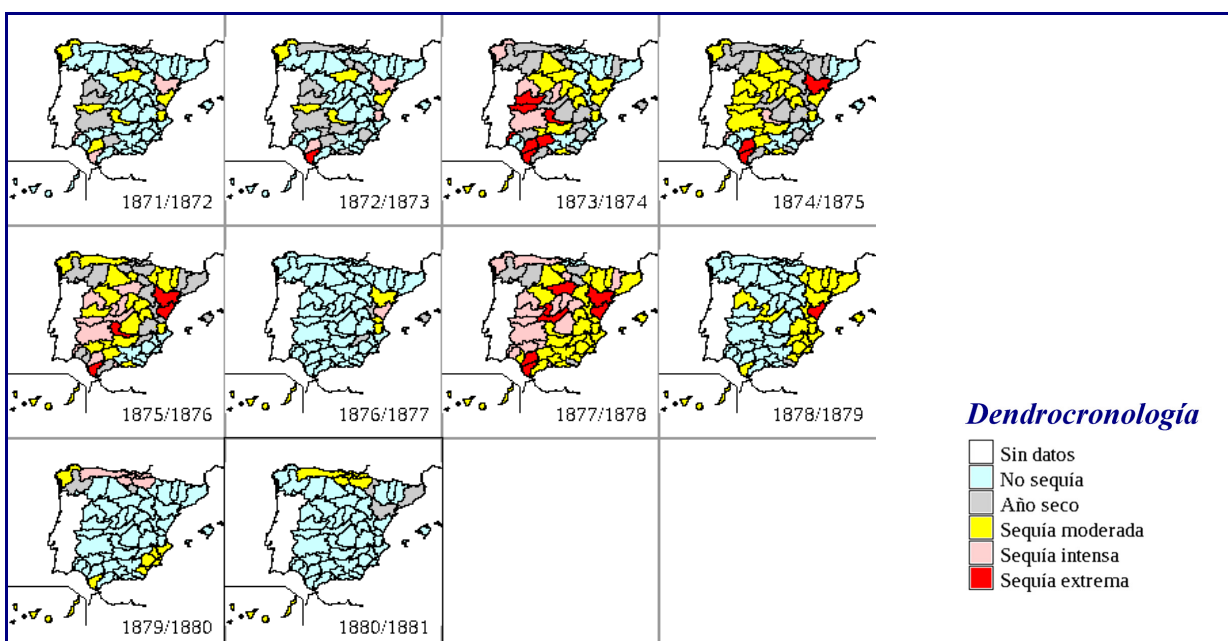 1871/1872
1872/1873
1873/1874
1874/1875
1875/1876
1876/1877
1877/1878
1878/1879
1879/1880
1880/1881
Dendrocronología
Sin datos
No sequía
Año seco
Sequía moderada
Sequía intensa
Sequía extrema